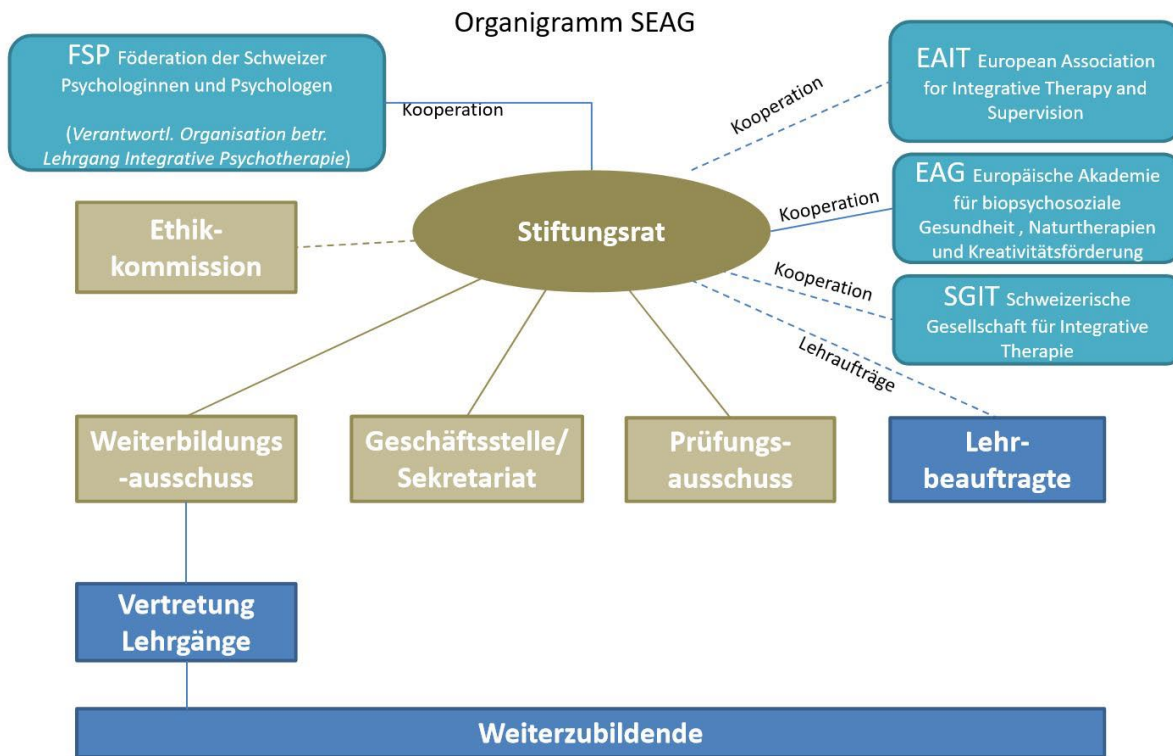 Organigramm SEAG
FSP Föderation der Schweizer
Psychologinnen und Psychologen
(Verantwortl. Organisation betr.
Lehrgang Integrative Psychotherapie)
Kooperation
Kooperation
EAIT European Association
for Integrative Therapy and
Supervision
Kooperation
EAG Europäische Akademie
für biopsychosoziale
Gesundheit , Naturtherapien
und Kreativitätsförderung
Ethik-
kommission
Stiftungsrat
Kooperation
SGIT Schweizerische
Gesellschaft für Integrative
Therapie
Lehraufträge
Weiterbildungs
-ausschuss
Geschäftsstelle/
Sekretariat
Prüfungs-
ausschuss
Lehr-
beauftragte
Vertretung
Lehrgänge
Weiterzubildende